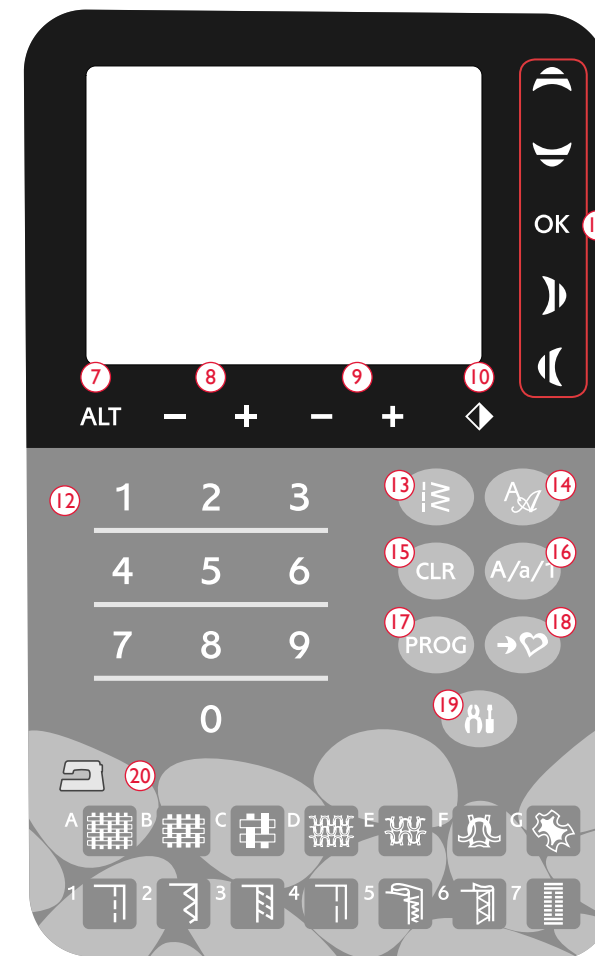 OK
7 8 9 10
ALT − + − +
12 1 2 3 13 14
4 5 6 15 CLR 16 A/a/1
7 8 9 17 PROG 18
0 19
20
A B C D E F G
1 2 3 4 5 6 7